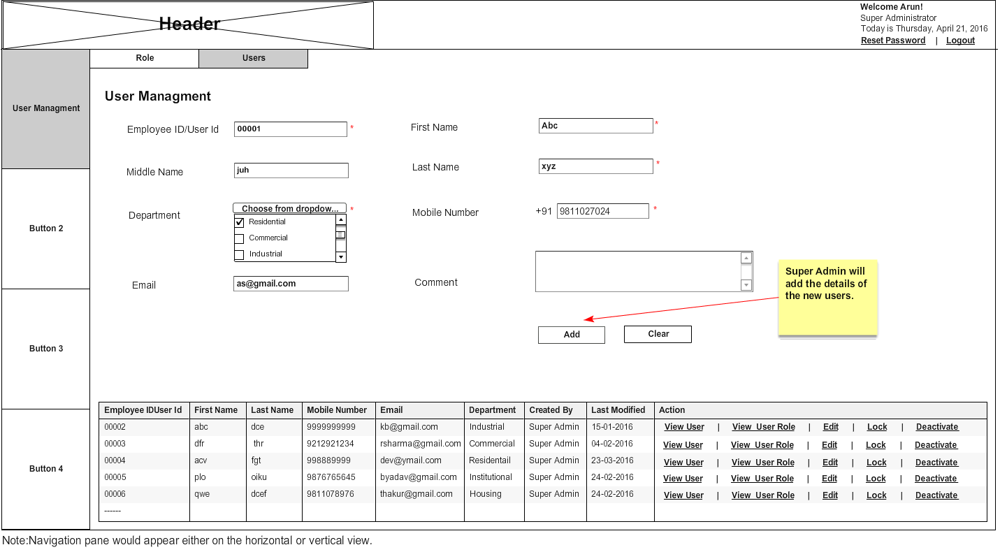 Header
Welcome Arun!
Super Administrator
Today is Thursday, April 21, 2016
Reset Password | Logout
Role Users
User Managment
User Managment
Employee ID/User Id 00001 * First Name Abc *
Middle Name juh Last Name xyz *
Department Choose from dropdow... * Mobile Number +91 9811027024 *
Residential
Commercial
Industrial
Email as@gmail.com Comment
Super Admin will
add the details of
the new users.
Add Clear
Button 2
Button 3
Button 4
Employee IDUser Id First Name Last Name Mobile Number Email Department Created By Last Modified Action
00002 abc dce 9999999999 kb@gmail.com Industrial Super Admin 15-01-2016 View User | View User Role | Edit | Lock | Deactivate
00003 dfr thr 9212921234 rsharma@gmail.com Commercial Super Admin 04-02-2016 View User | View User Role | Edit | Lock | Deactivate
00004 acv fgt 998889999 dev@ymail.com Residentail Super Admin 23-03-2016 View User | View User Role | Edit | Lock | Deactivate
00005 plo oiku 9876765645 byadav@gmail.com Institutional Super Admin 24-02-2016 View User | View User Role | Edit | Lock | Deactivate
00006 qwe dcef 9811078976 thakur@gmail.com Housing Super Admin 24-02-2016 View User | View User Role | Edit | Lock | Deactivate
------
Note:Navigation pane would appear either on the horizontal or vertical view.